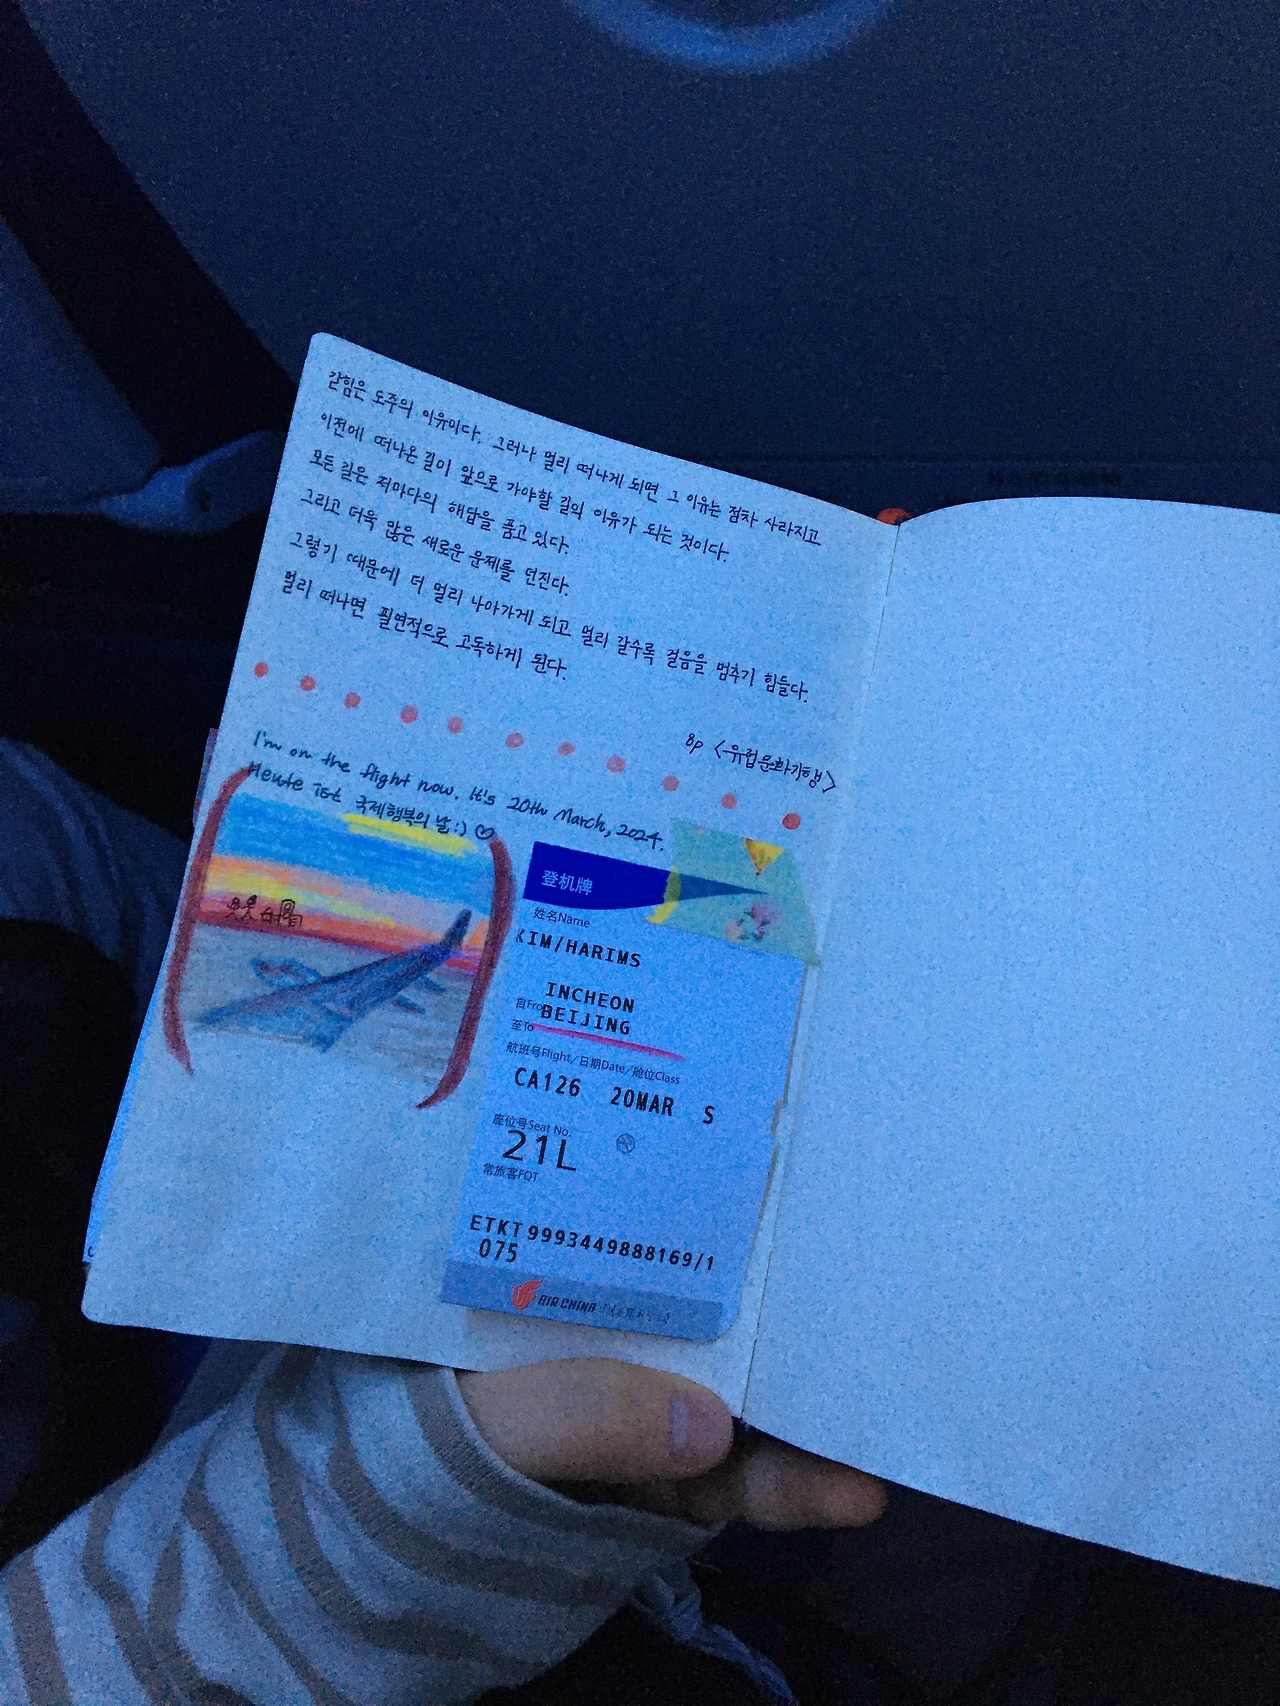 갇힘은 도주의 이유이다. 그러나 멀리 떠나게 되면 그 이유는 점차 사라지고
이전에 떠나온 길이 앞으로 가야할 길의 이유가 되는 것이다.
모든 길은 저마다의 해답을 품고 있다.
그리고 더욱 많은 새로운 문제를 던진다.
그렇기 때문에 더 멀리 나아가게 되고 멀리 갈수록 걸음을 멈추기 힘들다.
멀리 떠나면 필연적으로 고독하게 된다.
8p <유럽문화기행>
I'm on the flight now. It's 20th March, 2024.
Heute ist 국제행복의 날:) ♡
登机牌
姓名Name
KIM/HARIMS
INCHEON
自From
BEIJING
至To
航班号Flight/日期Date/舱位Class
CA126 20MAR S
座位号Seat No.
21L
常旅客FQT
ETKT9993449888169/1
075
AIR CHINA